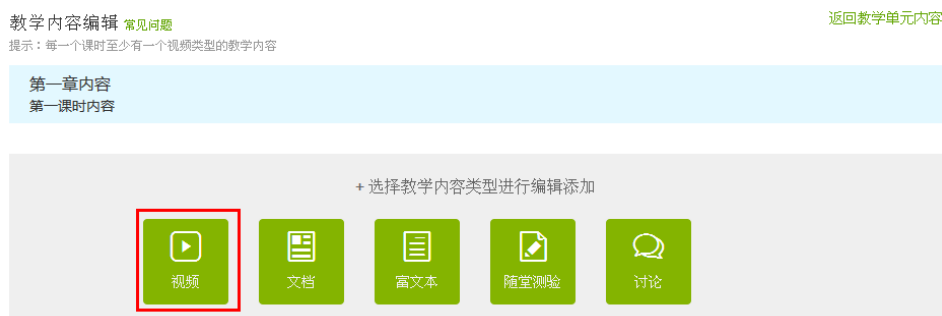 教学内容编辑 常见问题
返回教学单元内容
提示：每一个课时至少有一个视频类型的教学内容
第一章内容
第一课时内容
+ 选择教学内容类型进行编辑添加
视频 文档 富文本 随堂测验 讨论